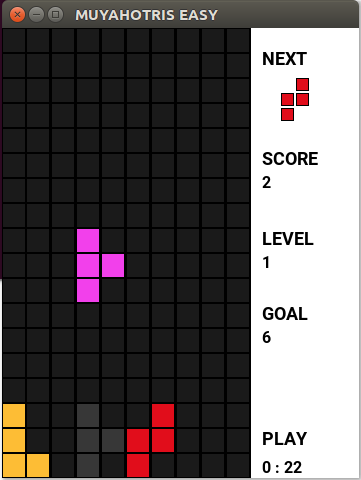 MUYAHOTRIS EASY
NEXT
SCORE
2
LEVEL
1
GOAL
6
PLAY
0 : 22